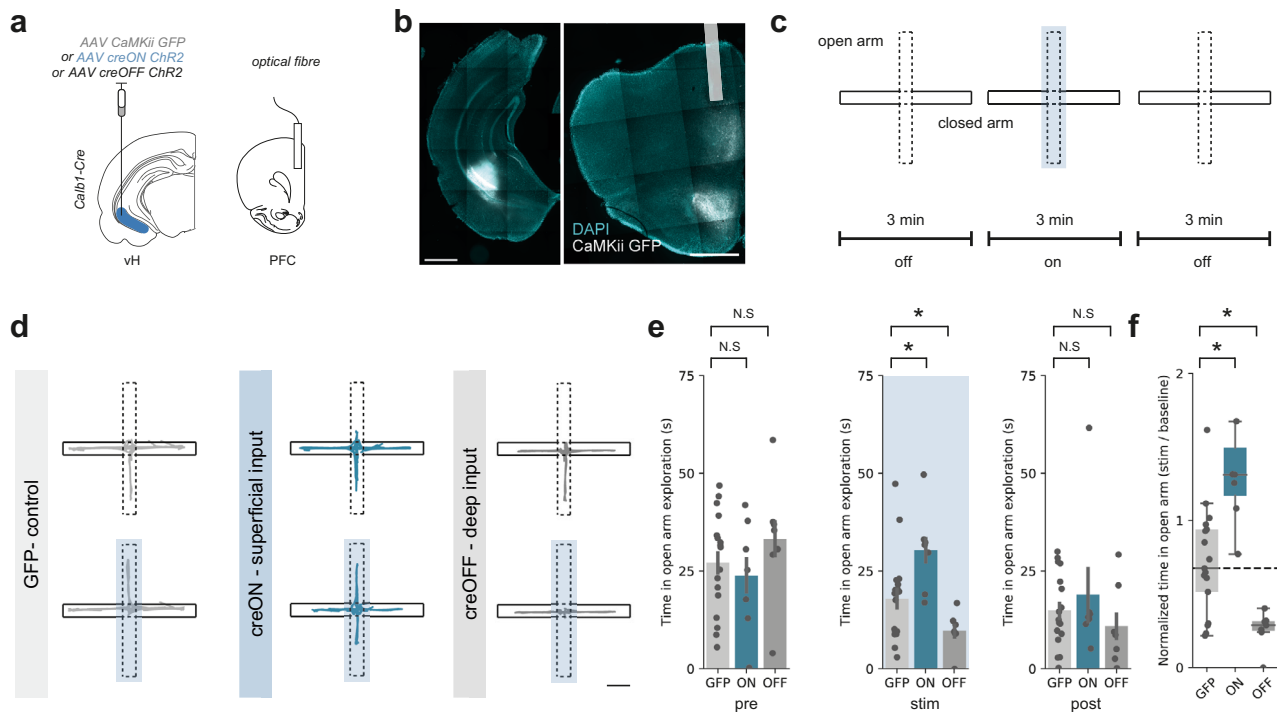 a
AAV CaMKii GFP
or AAV creON ChR2
or AAV creOFF ChR2
optical fibre
Calb1-Cre
vH
PFC
b
DAPI
CaMKii GFP
c
open arm
closed arm
3 min
3 min
3 min
off
on
off
d
GFP- control
creON - superficial input
creOFF - deep input
e
N.S
N.S
Time in open arm exploration (s)
75
50
25
0
GFP
ON
OFF
pre
*
*
Time in open arm exploration (s)
75
50
25
0
GFP
ON
OFF
stim
N.S
N.S
Time in open arm exploration (s)
75
50
25
0
GFP
ON
OFF
post
f
*
*
Normalized time in open arm (stim / baseline)
2
1
0
GFP
ON
OFF